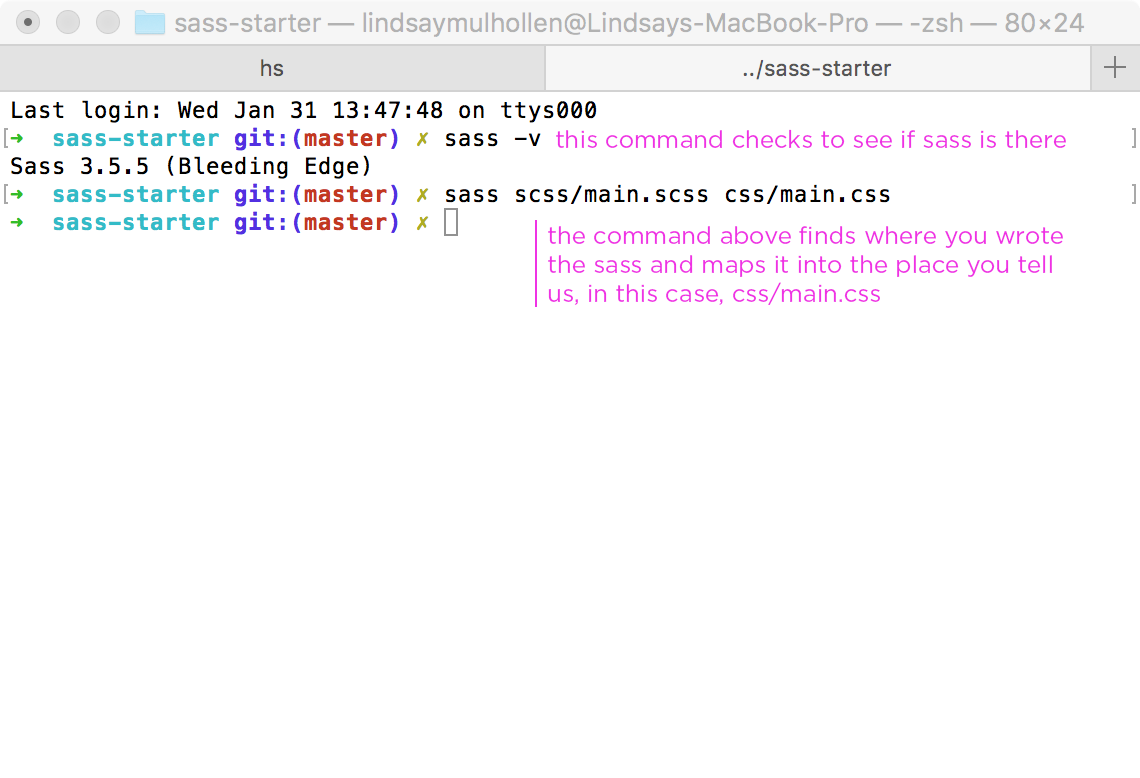 sass-starter — lindsaymulhollen@Lindsays-MacBook-Pro — -zsh — 80×24
hs ../sass-starter +
Last login: Wed Jan 31 13:47:48 on ttys000
[➜  sass-starter git:(master) ✗ sass -v this command checks to see if sass is there ]
Sass 3.5.5 (Bleeding Edge)
[➜  sass-starter git:(master) ✗ sass scss/main.scss css/main.css ]
➜  sass-starter git:(master) ✗
the command above finds where you wrote
the sass and maps it into the place you tell
us, in this case, css/main.css